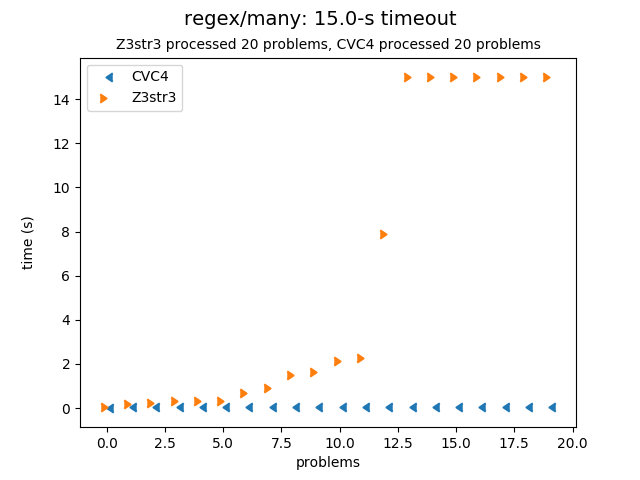 regex/many: 15.0-s timeout
Z3str3 processed 20 problems, CVC4 processed 20 problems
CVC4
Z3str3
14
12
10
8
6
4
2
0
time (s)
0.0 2.5 5.0 7.5 10.0 12.5 15.0 17.5 20.0
problems